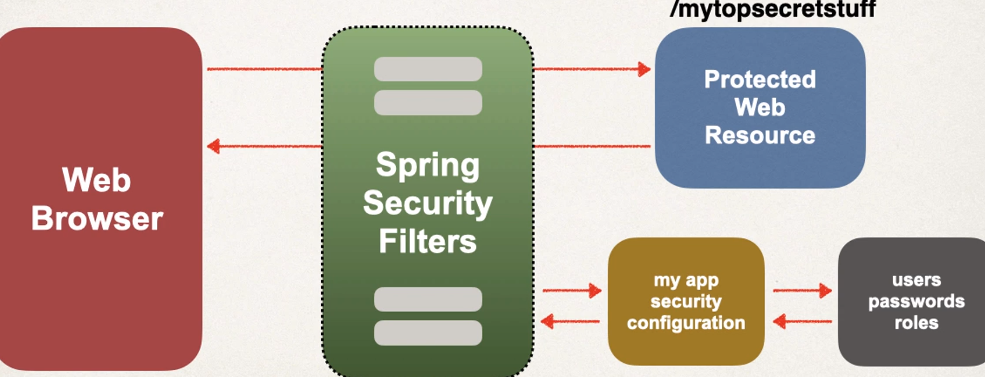 /mytopsecretstuff
Web
Browser
Spring
Security
Filters
Protected
Web
Resource
my app
security
configuration
users
passwords
roles